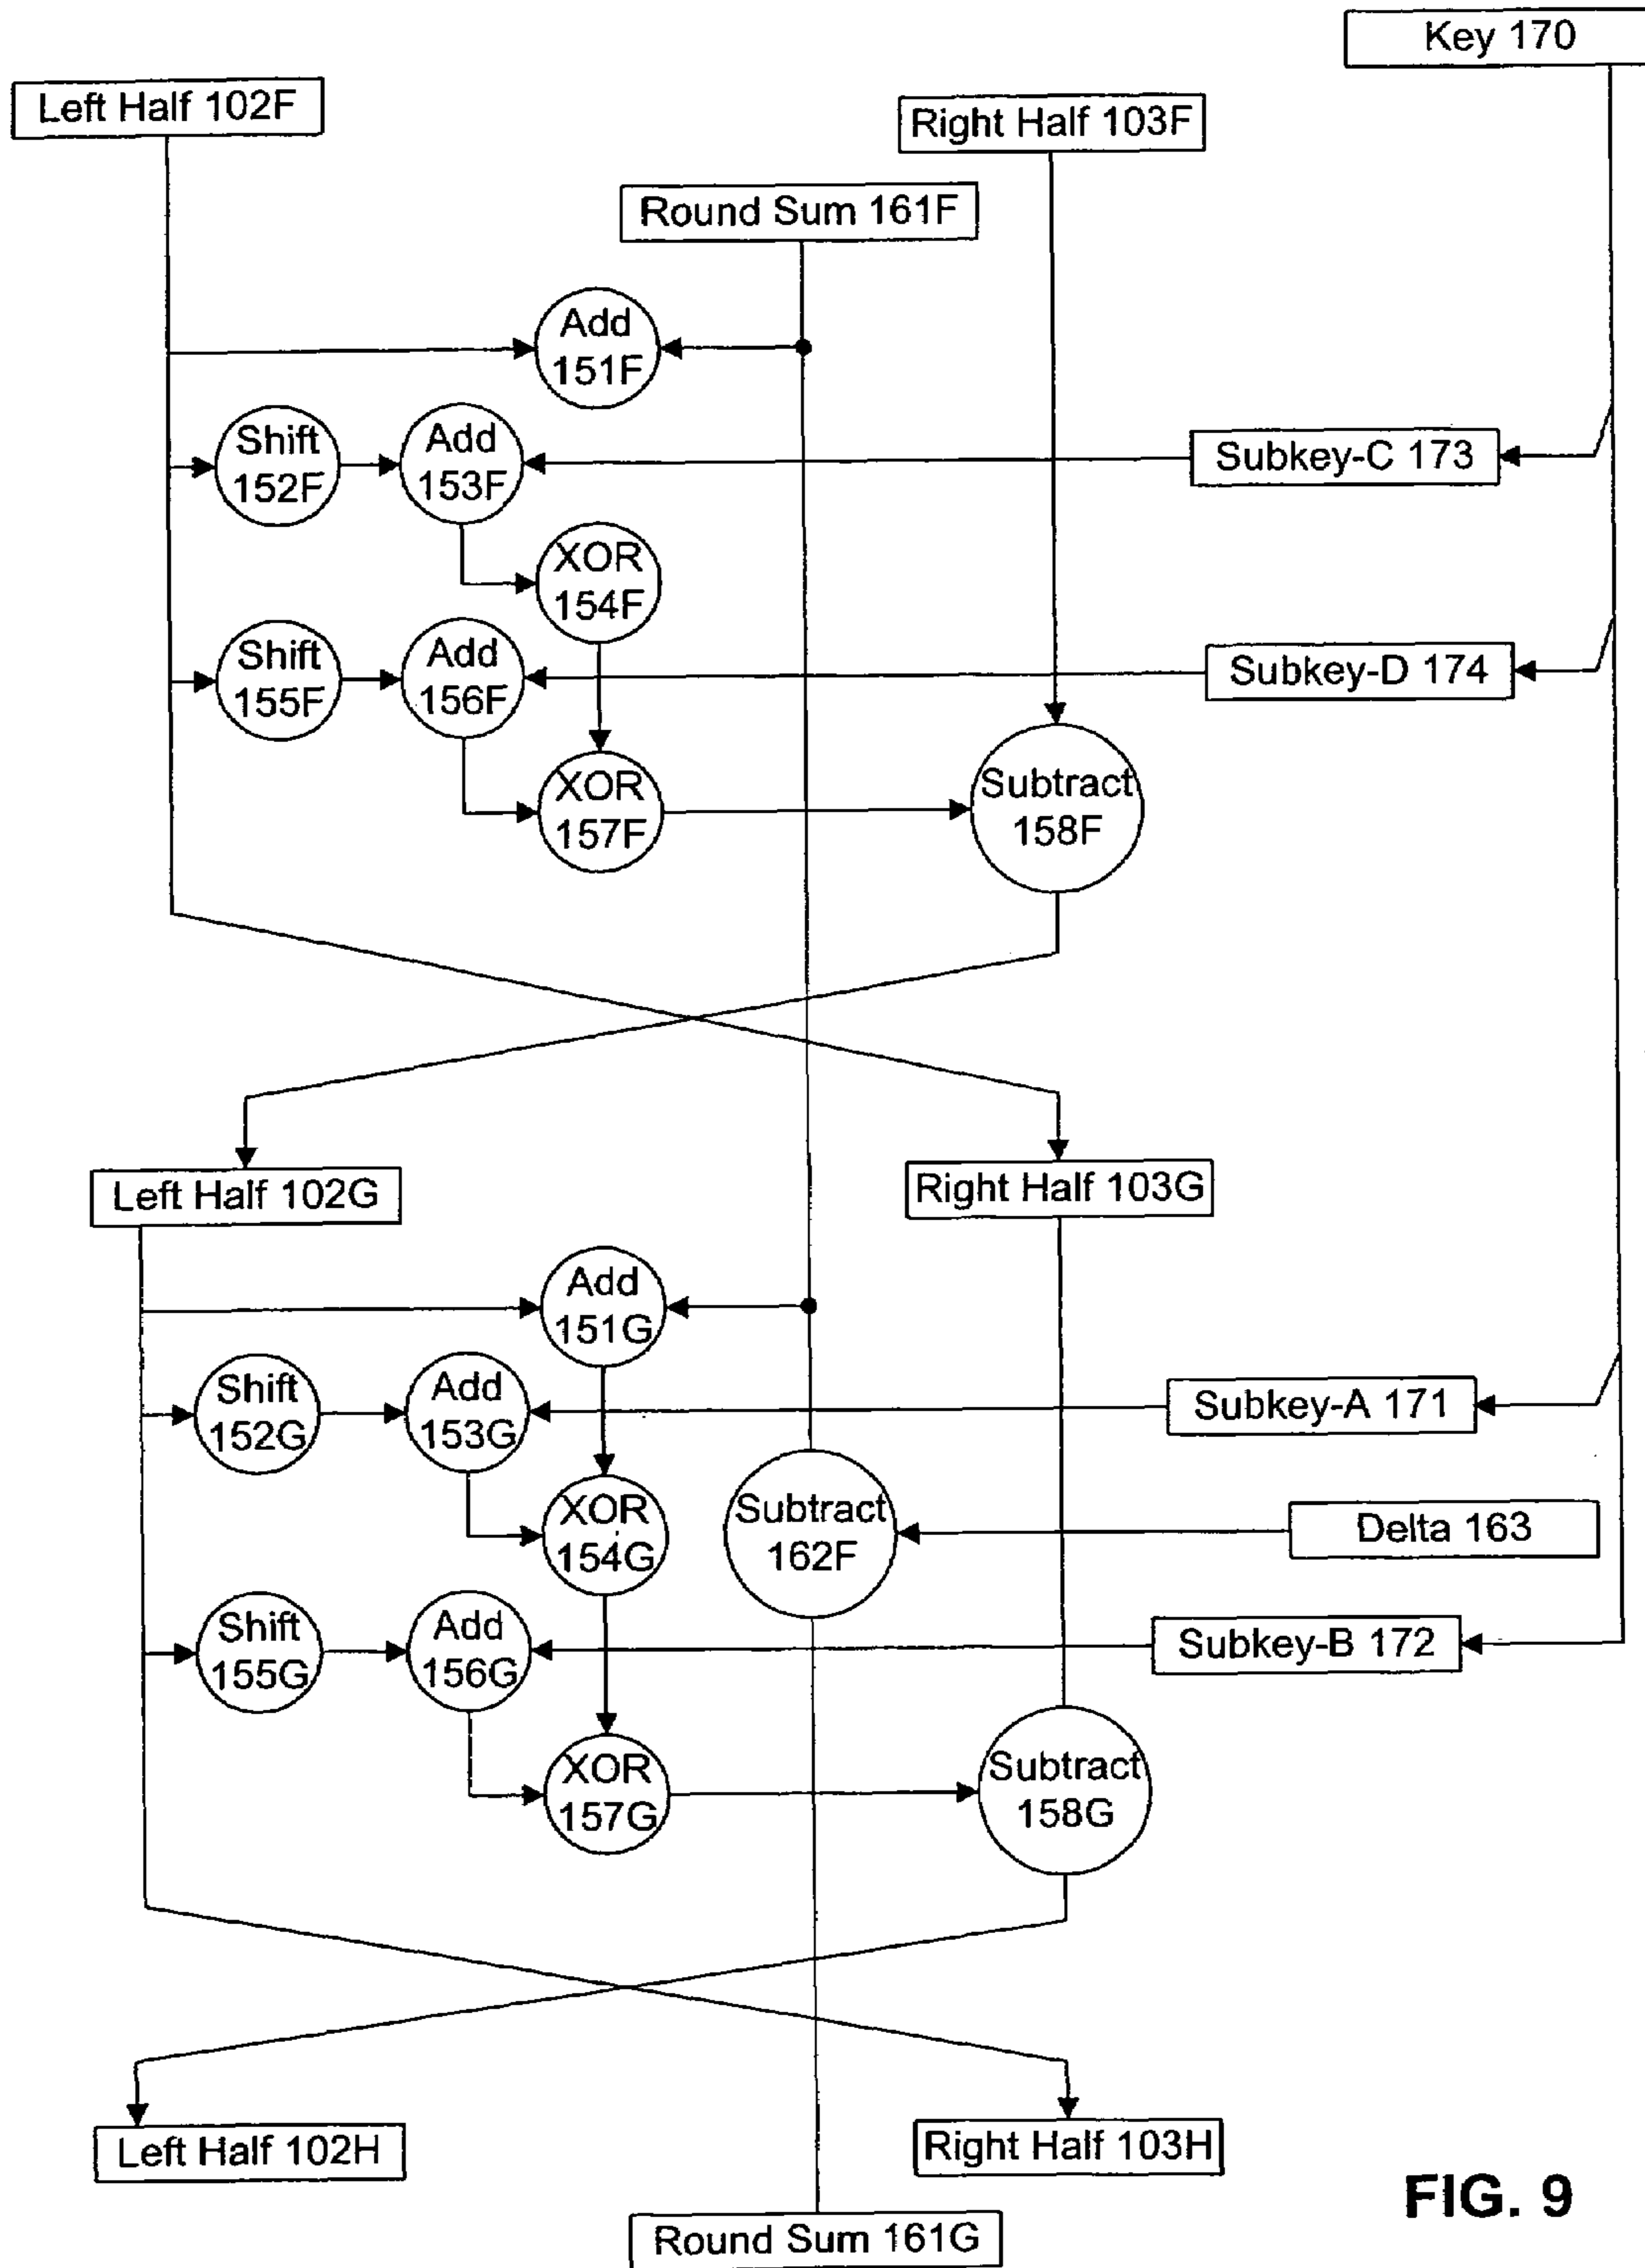 Key 170
Left Half 102F
Right Half 103F
Round Sum 161F
Add
151F
Shift
152F
Add
153F
Subkey-C 173
XOR
154F
Shift
155F
Add
156F
Subkey-D 174
XOR
157F
Subtract
158F
Left Half 102G
Right Half 103G
Add
151G
Shift
152G
Add
153G
Subkey-A 171
XOR
154G
Subtract
162F
Delta 163
Shift
155G
Add
156G
Subkey-B 172
XOR
157G
Subtract
158G
Left Half 102H
Right Half 103H
FIG. 9
Round Sum 161G